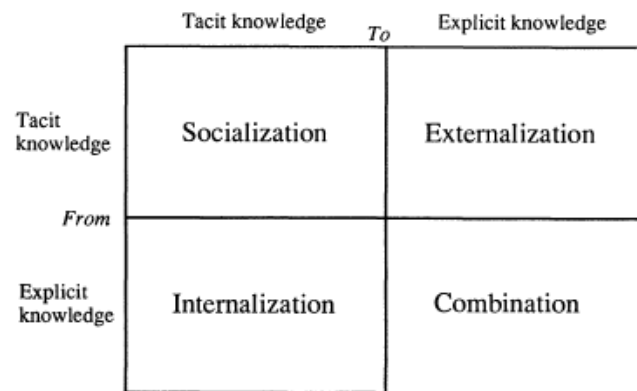 Tacit knowledge To Explicit knowledge
Tacit
knowledge
Socialization Externalization
From
Explicit
knowledge
Internalization Combination